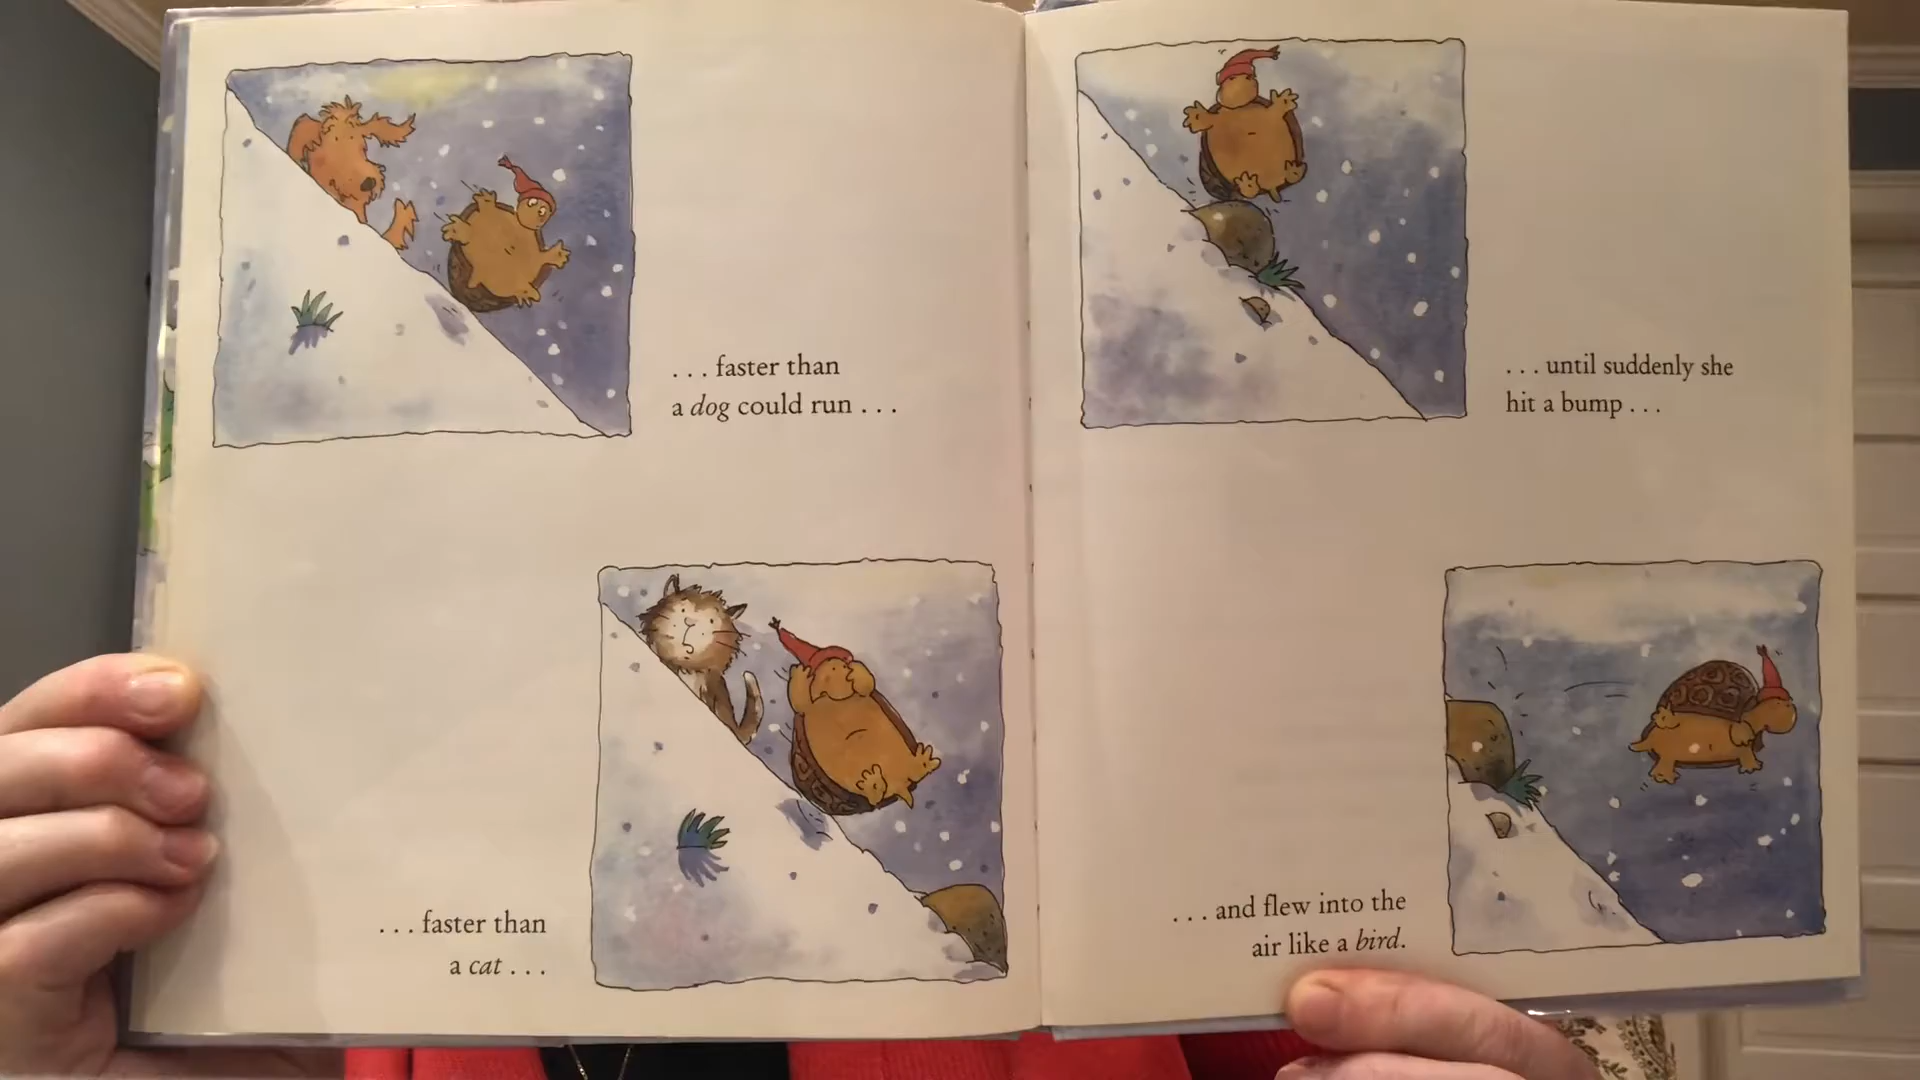 . . . faster than
a dog could run . . .
. . . faster than
a cat . . .
. . . until suddenly she
hit a bump . . .
. . . and flew into the
air like a bird.